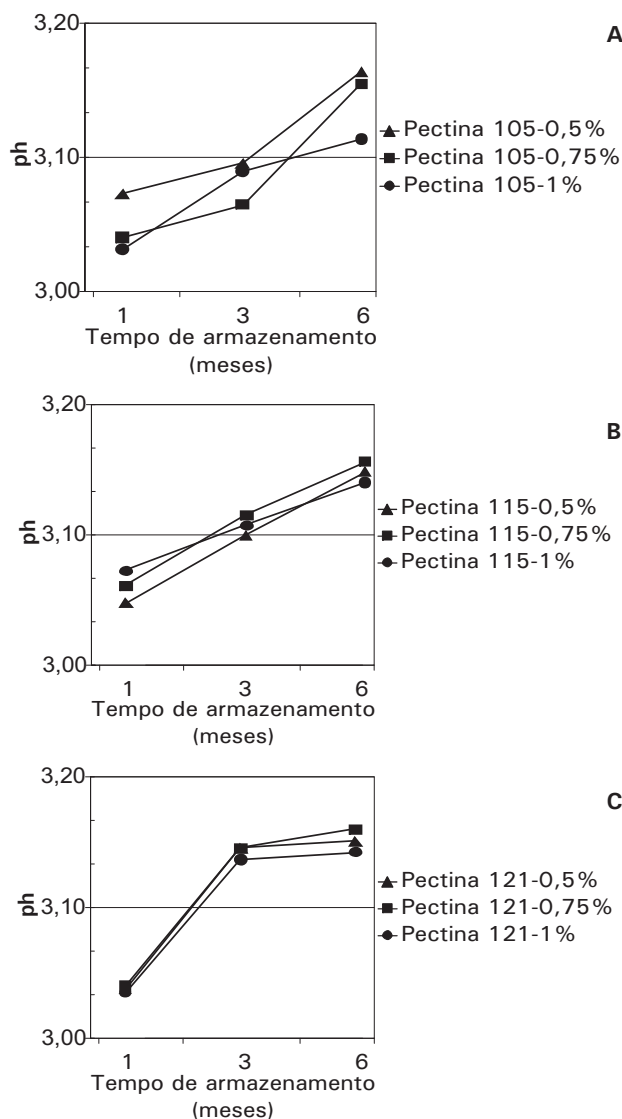 A
3,20
3,10
3,00
ph
Pectina 105-0,5%
Pectina 105-0,75%
Pectina 105-1%
1 3 6
Tempo de armazenamento
(meses)
B
3,20
3,10
3,00
ph
Pectina 115-0,5%
Pectina 115-0,75%
Pectina 115-1%
1 3 6
Tempo de armazenamento
(meses)
C
3,20
3,10
3,00
ph
Pectina 121-0,5%
Pectina 121-0,75%
Pectina 121-1%
1 3 6
Tempo de armazenamento
(meses)